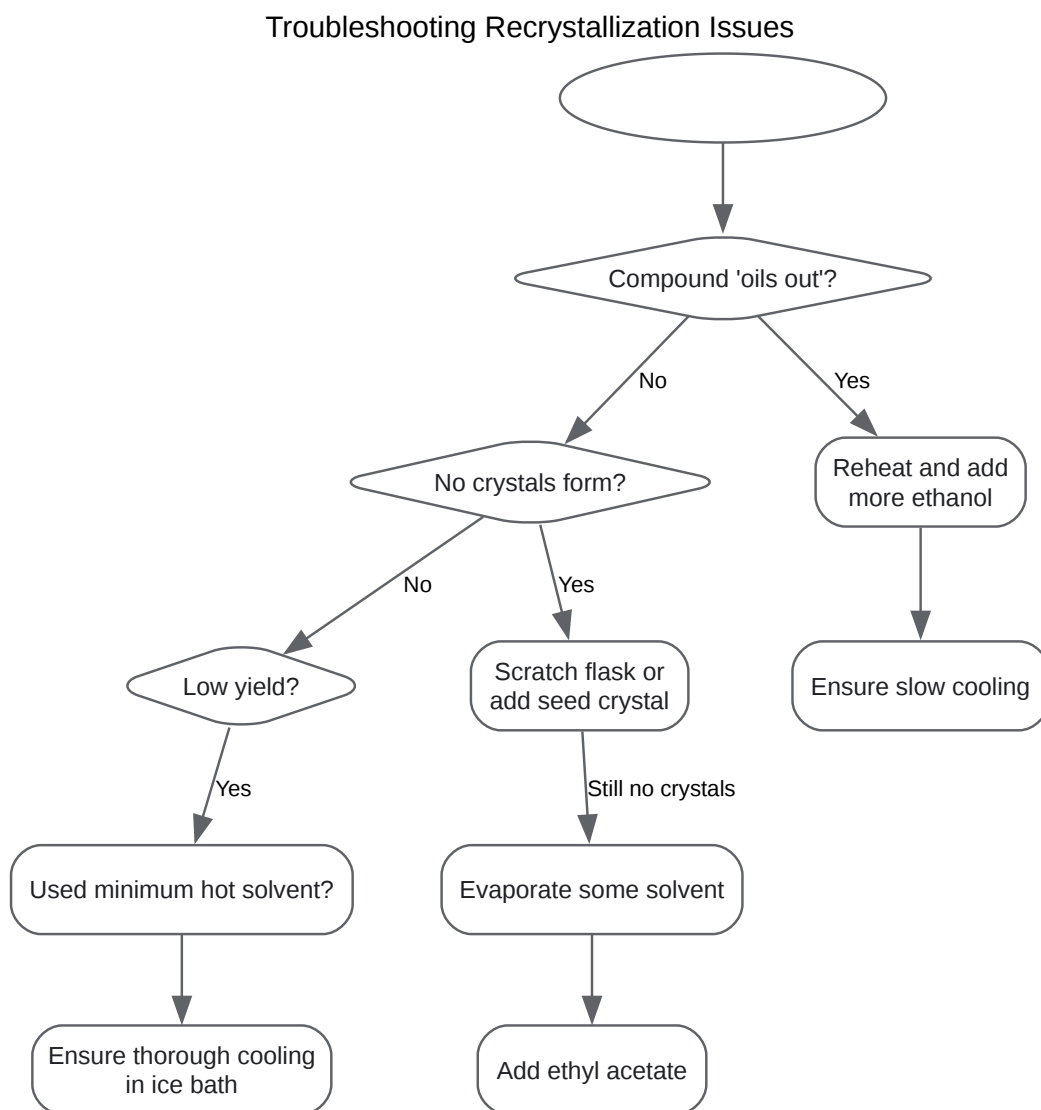 Troubleshooting Recrystallization Issues
Compound 'oils out'?
No
Yes
No crystals form?
Reheat and add
more ethanol
No
Yes
Low yield?
Scratch flask or
add seed crystal
Ensure slow cooling
Yes
Still no crystals
Used minimum hot solvent?
Evaporate some solvent
Ensure thorough cooling
in ice bath
Add ethyl acetate